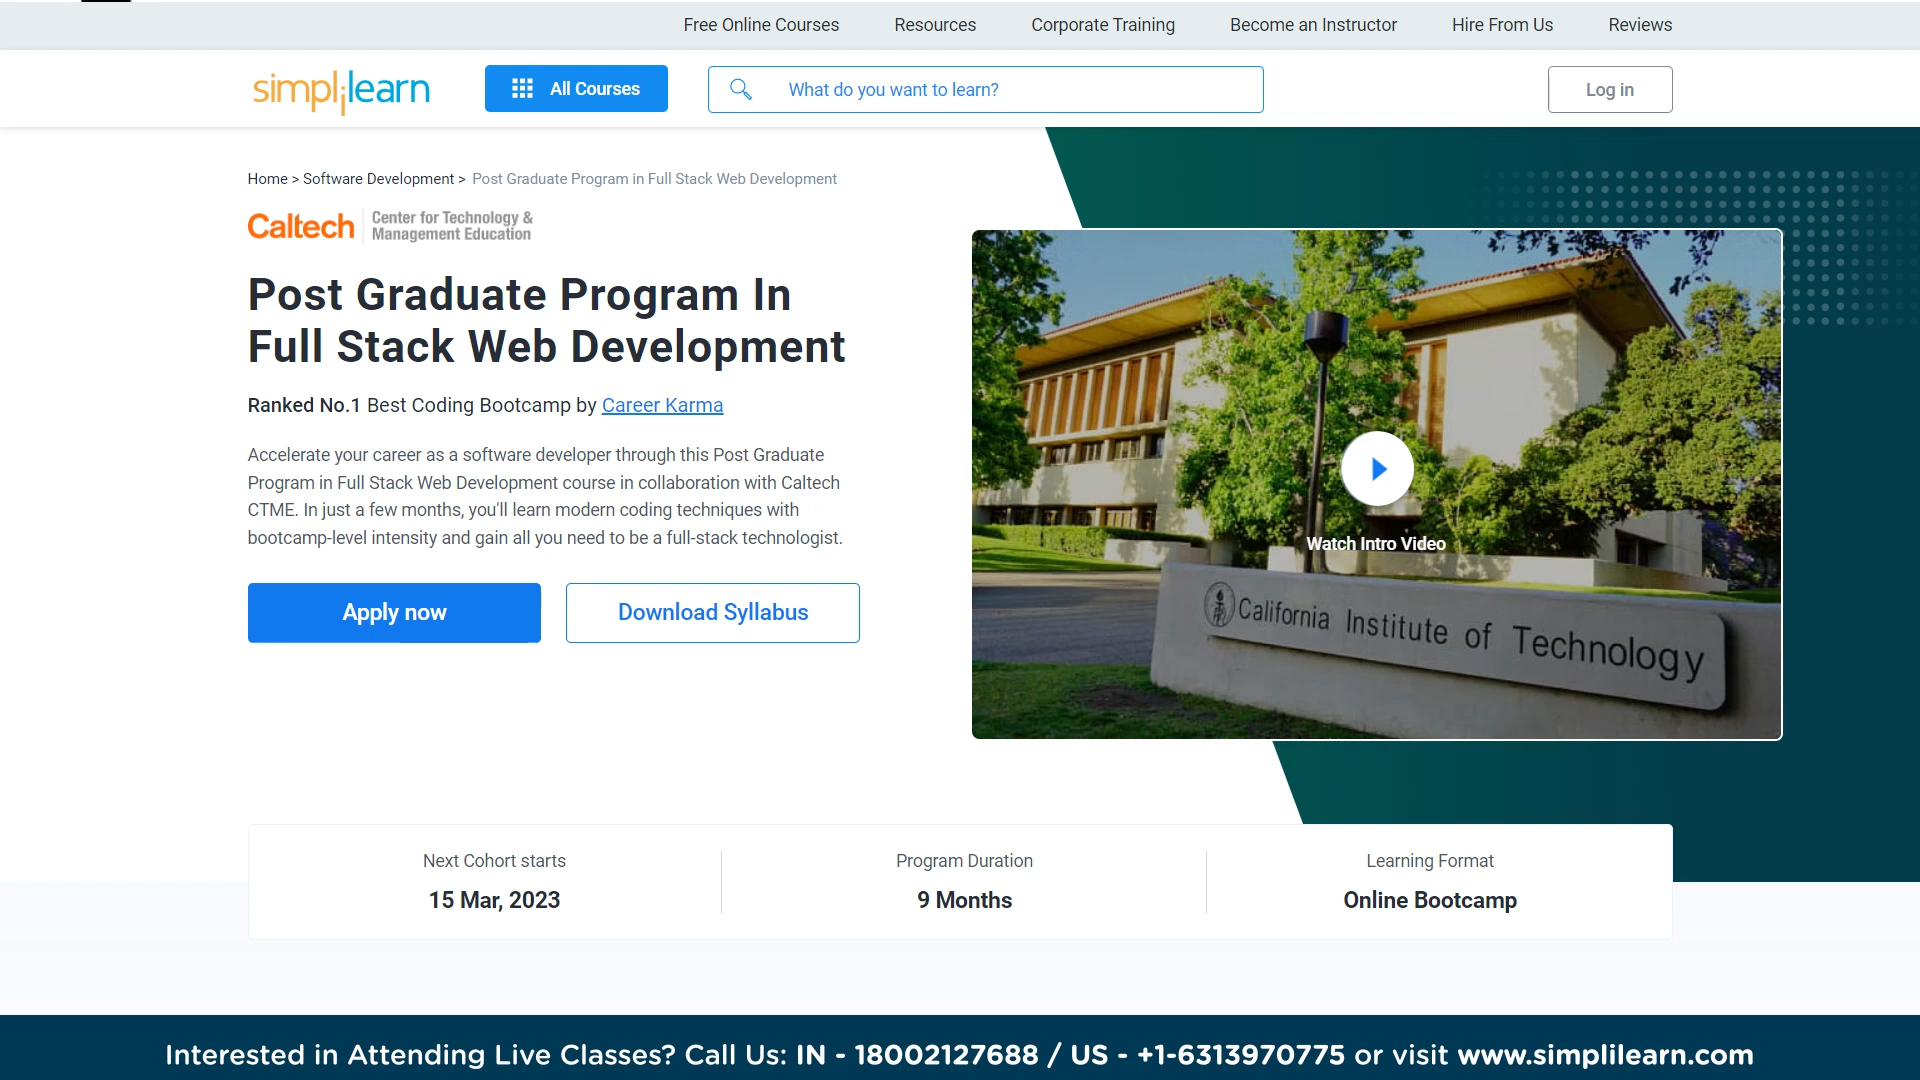 Free Online Courses Resources Corporate Training Become an Instructor Hire From Us Reviews
simplilearn All Courses What do you want to learn? Log in
Home > Software Development > Post Graduate Program in Full Stack Web Development
Caltech Center for Technology &
Management Education
Post Graduate Program In
Full Stack Web Development
Ranked No.1 Best Coding Bootcamp by Career Karma
Accelerate your career as a software developer through this Post Graduate
Program in Full Stack Web Development course in collaboration with Caltech
CTME. In just a few months, you'll learn modern coding techniques with
bootcamp-level intensity and gain all you need to be a full-stack technologist.
Apply now Download Syllabus
Watch Intro Video
California Institute of Technology
Next Cohort starts Program Duration Learning Format
15 Mar, 2023 9 Months Online Bootcamp
Interested in Attending Live Classes? Call Us: IN - 18002127688 / US - +1-6313970775 or visit www.simplilearn.com